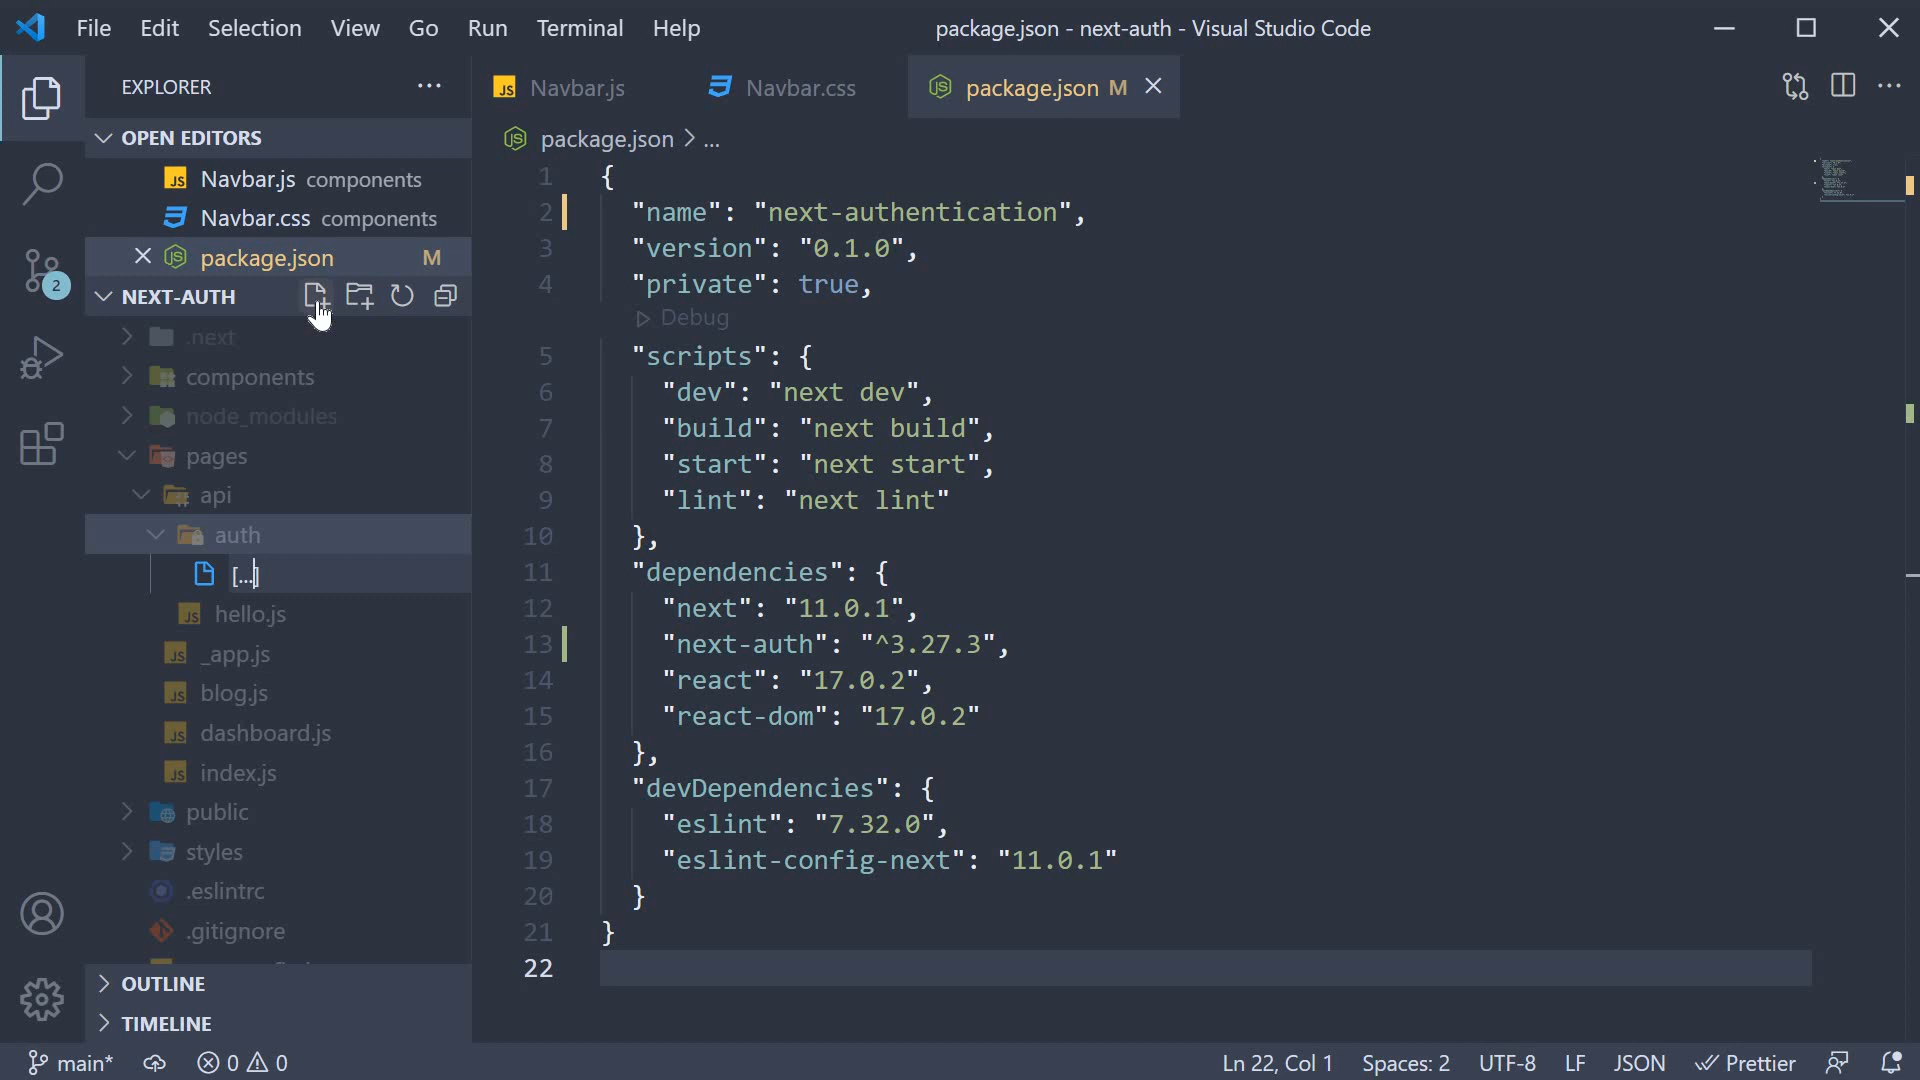 File Edit Selection View Go Run Terminal Help
package.json - next-auth - Visual Studio Code
EXPLORER
OPEN EDITORS
Navbar.js components
Navbar.css components
package.json M
NEXT-AUTH
.next
components
node_modules
pages
api
auth
[...]
hello.js
_app.js
blog.js
dashboard.js
index.js
public
styles
.eslintrc
.gitignore
OUTLINE
TIMELINE
2
Navbar.js
Navbar.css
package.json M
package.json > ...
1 {
2 "name": "next-authentication",
3 "version": "0.1.0",
4 "private": true,
Debug
5 "scripts": {
6 "dev": "next dev",
7 "build": "next build",
8 "start": "next start",
9 "lint": "next lint"
10 },
11 "dependencies": {
12 "next": "11.0.1",
13 "next-auth": "^3.27.3",
14 "react": "17.0.2",
15 "react-dom": "17.0.2"
16 },
17 "devDependencies": {
18 "eslint": "7.32.0",
19 "eslint-config-next": "11.0.1"
20 }
21 }
22
main* 0 0
Ln 22, Col 1 Spaces: 2 UTF-8 LF JSON Prettier